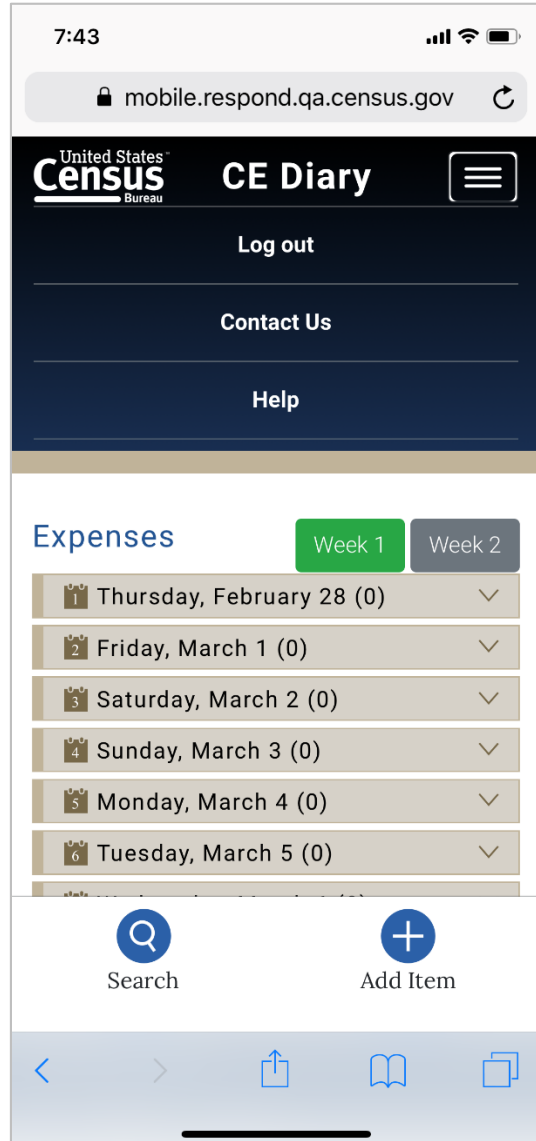 7:43
mobile.respond.qa.census.gov
United States™
Census
Bureau
CE Diary
Log out
Contact Us
Help
Expenses
Week 1
Week 2
1 Thursday, February 28 (0)
2 Friday, March 1 (0)
3 Saturday, March 2 (0)
4 Sunday, March 3 (0)
5 Monday, March 4 (0)
6 Tuesday, March 5 (0)
Search
Add Item